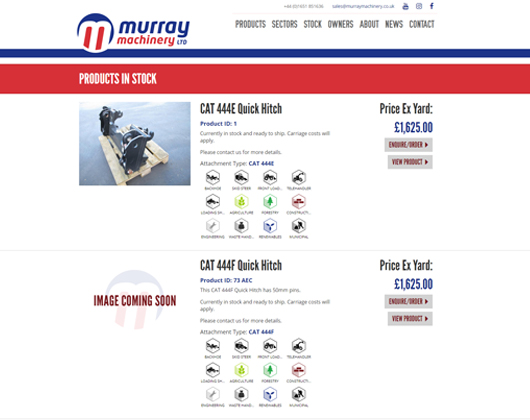 +44 (0)1651 851636 sales@murraymachinery.co.uk
murray
machinery LTD
PRODUCTS SECTORS STOCK OWNERS ABOUT NEWS CONTACT
PRODUCTS IN STOCK
CAT 444E Quick Hitch
Product ID: 1
Currently in stock and ready to ship. Carriage costs will
apply.
Please contact us for more details.
Attachment Type: CAT 444E
BACKHOE SKID STEER FRONT LOAD... TELEHANDLER
LOADING SH... AGRICULTURE FORESTRY CONSTRUCTI...
ENGINEERING WASTE MANA... RENEWABLES MUNICIPAL
Price Ex Yard:
£1,625.00
ENQUIRE/ORDER
VIEW PRODUCT
IMAGE COMING SOON
CAT 444F Quick Hitch
Product ID: 73 AEC
This CAT 444F Quick Hitch has 50mm pins.
Currently in stock and ready to ship. Carriage costs will
apply.
Please contact us for more details.
Attachment Type: CAT 444F
BACKHOE SKID STEER FRONT LOAD... TELEHANDLER
LOADING SH... AGRICULTURE FORESTRY CONSTRUCTI...
ENGINEERING WASTE MANA... RENEWABLES MUNICIPAL
Price Ex Yard:
£1,625.00
ENQUIRE/ORDER
VIEW PRODUCT